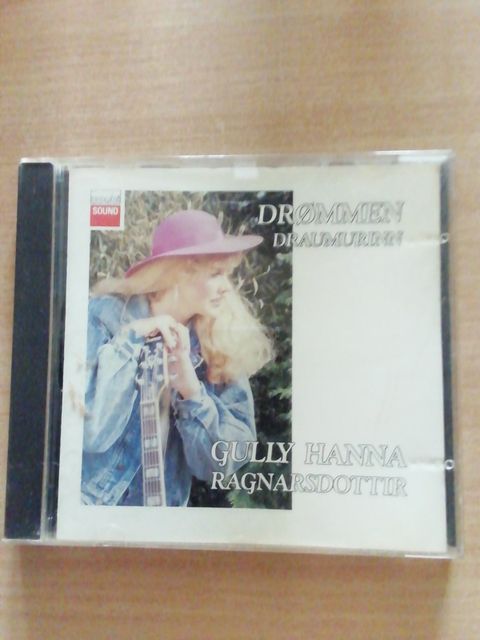 SOUND
DRØMMEN
DRAUMURINN
GULLY HANNA
RAGNARSDOTTIR